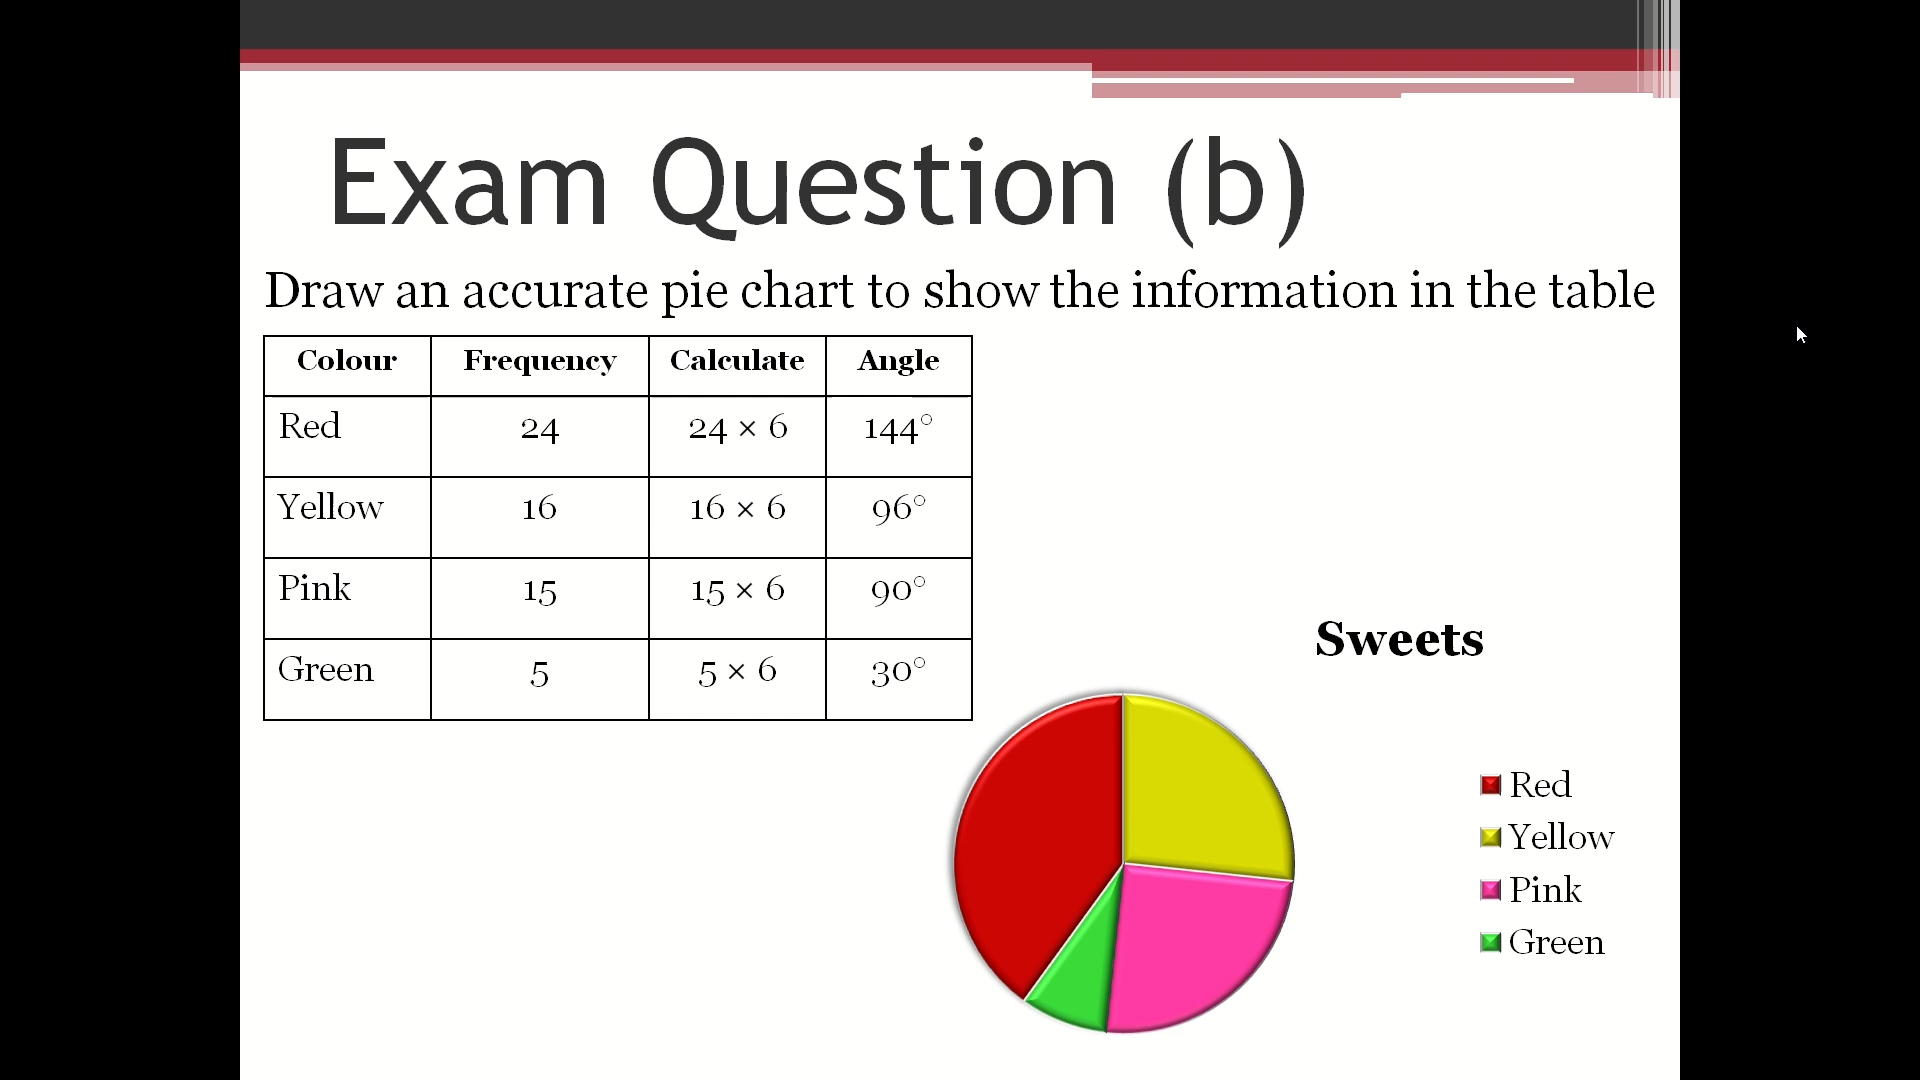 Exam Question (b)
Draw an accurate pie chart to show the information in the table
Colour Frequency Calculate Angle
Red 24 24 × 6 144°
Yellow 16 16 × 6 96°
Pink 15 15 × 6 90°
Green 5 5 × 6 30°
Sweets
Red
Yellow
Pink
Green